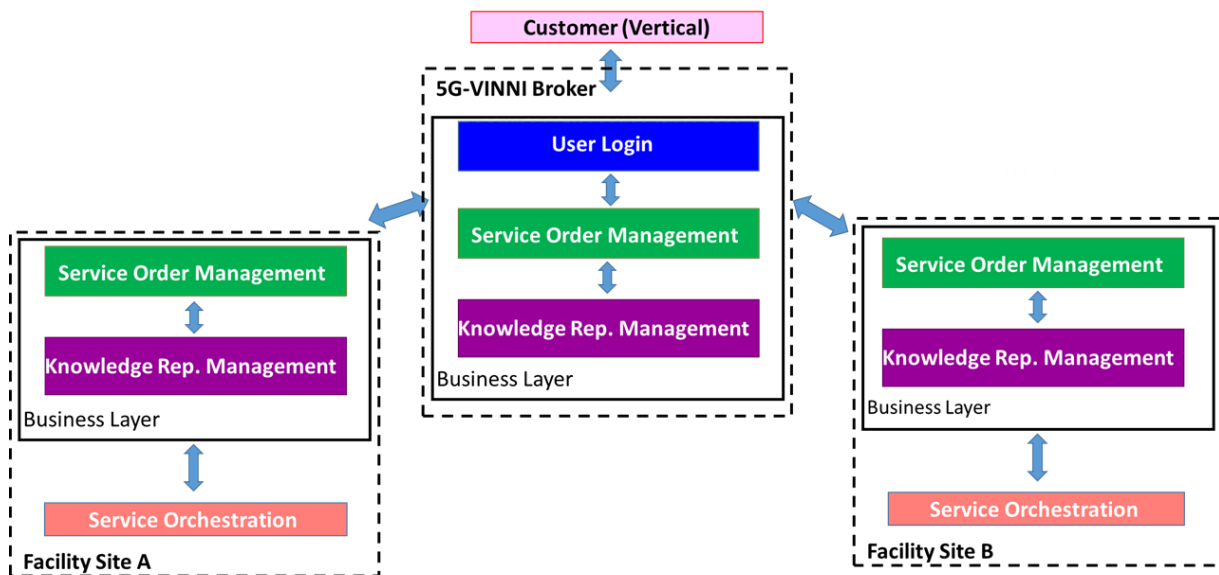 Customer (Vertical)
5G-VINNI Broker
User Login
Service Order Management
Knowledge Rep. Management
Business Layer
Service Order Management
Knowledge Rep. Management
Business Layer
Service Orchestration
Facility Site A
Service Order Management
Knowledge Rep. Management
Business Layer
Service Orchestration
Facility Site B